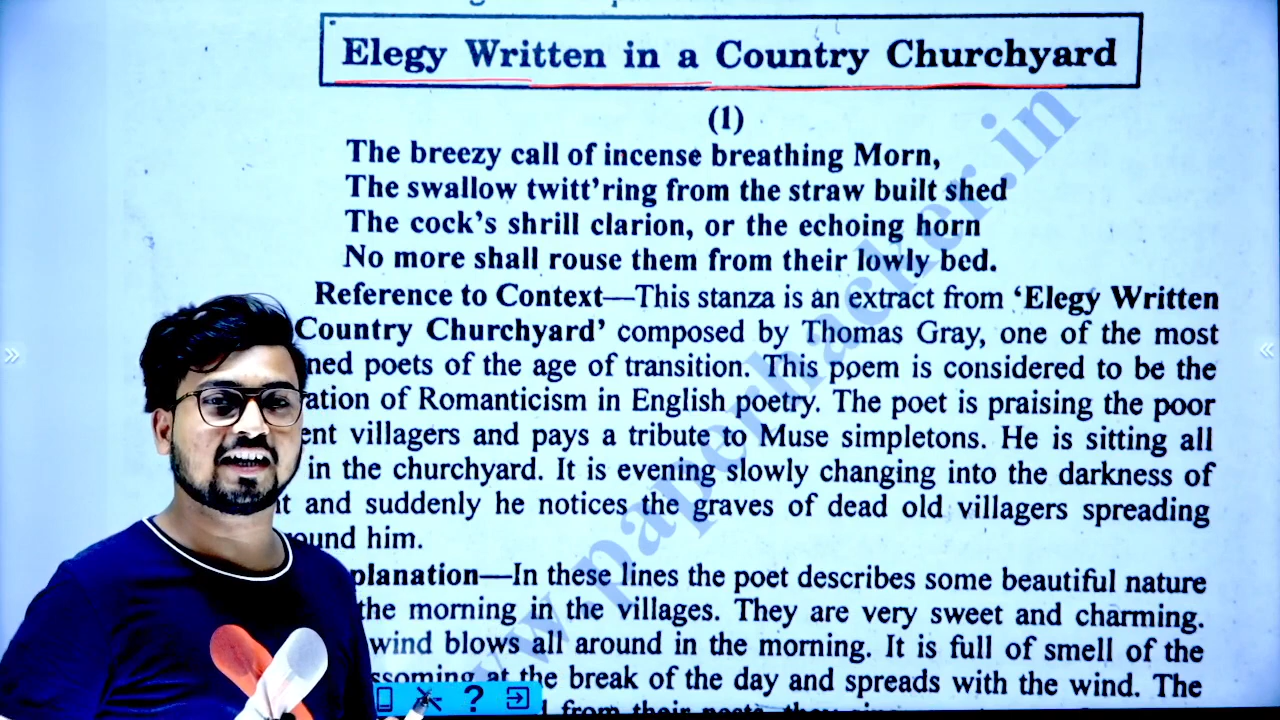 Elegy Written in a Country Churchyard
(1)
The breezy call of incense breathing Morn,
The swallow twitt'ring from the straw built shed
The cock's shrill clarion, or the echoing horn
No more shall rouse them from their lowly bed.
Reference to Context—This stanza is an extract from ‘Elegy Written
Country Churchyard’ composed by Thomas Gray, one of the most
ned poets of the age of transition. This poem is considered to be the
ation of Romanticism in English poetry. The poet is praising the poor
ent villagers and pays a tribute to Muse simpletons. He is sitting all
in the churchyard. It is evening slowly changing into the darkness of
t and suddenly he notices the graves of dead old villagers spreading
ound him.
planation—In these lines the poet describes some beautiful nature
the morning in the villages. They are very sweet and charming.
wind blows all around in the morning. It is full of smell of the
ssoming at the break of the day and spreads with the wind. The
from their
w.paperhacker.in